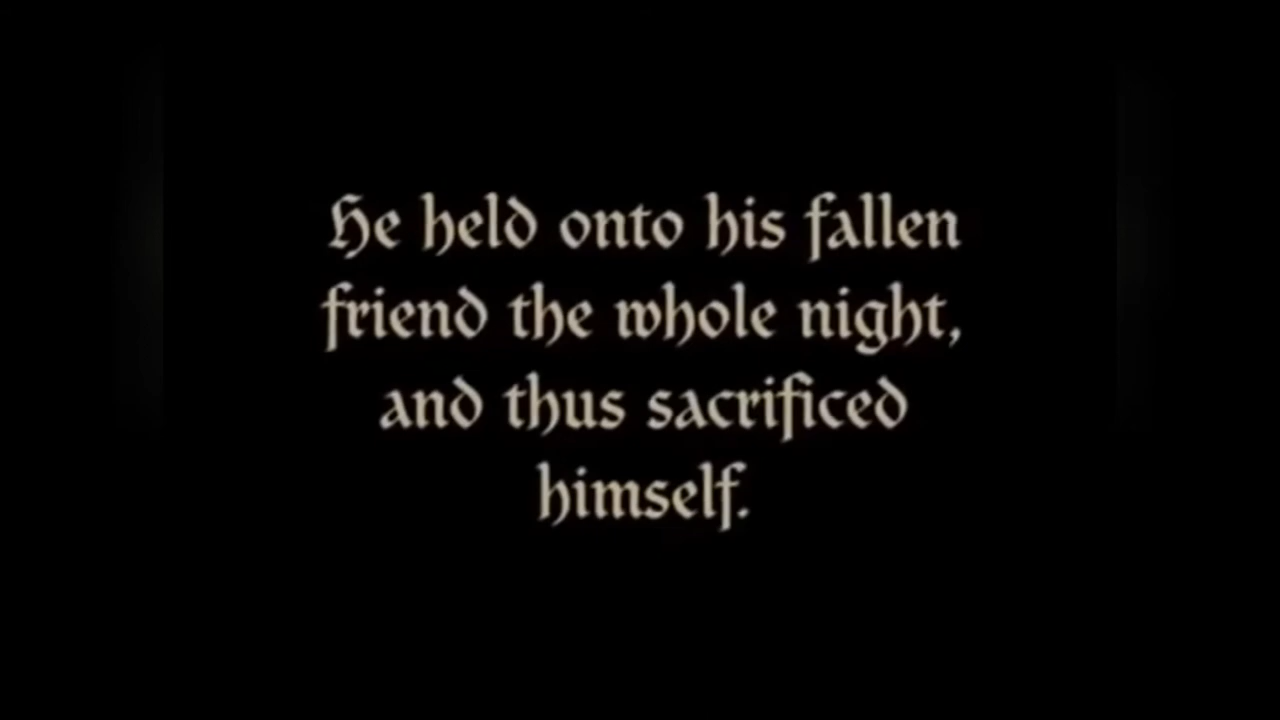 He held onto his fallen
friend the whole night,
and thus sacrificed
himself.